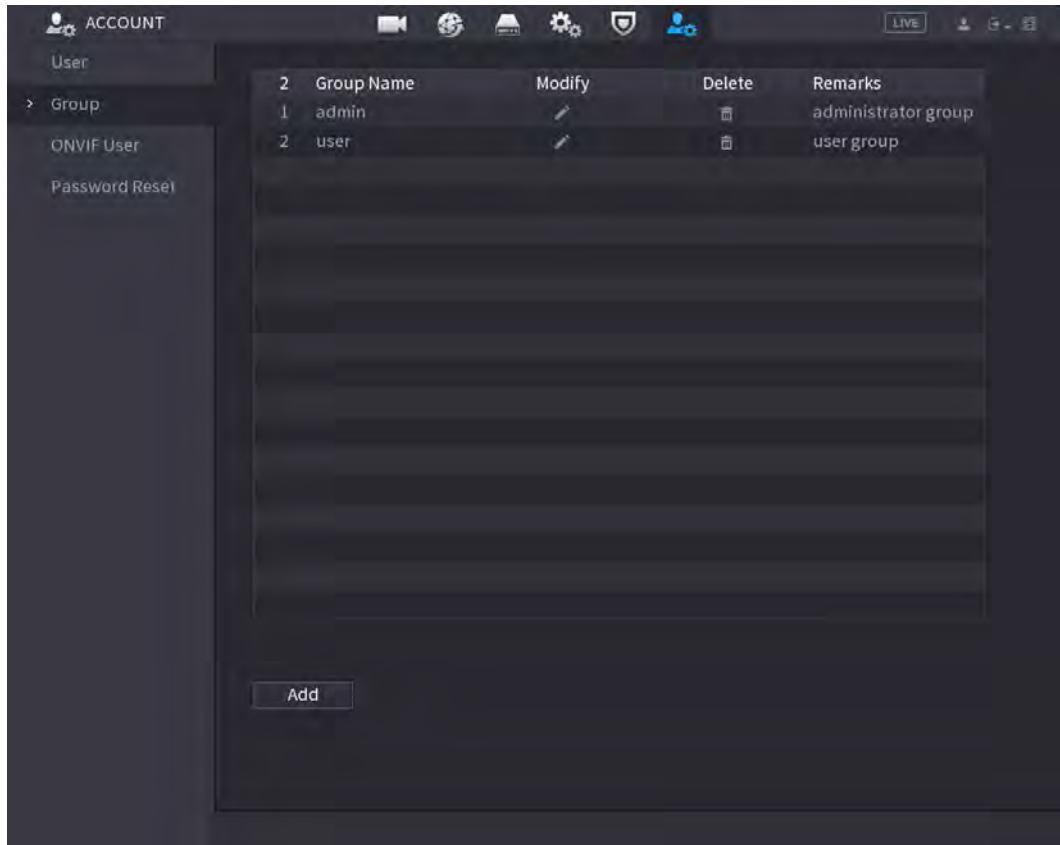 ACCOUNT LIVE
User
Group
ONVIF User
Password Reset
2 Group Name Modify Delete Remarks
1 admin administrator group
2 user user group
Add